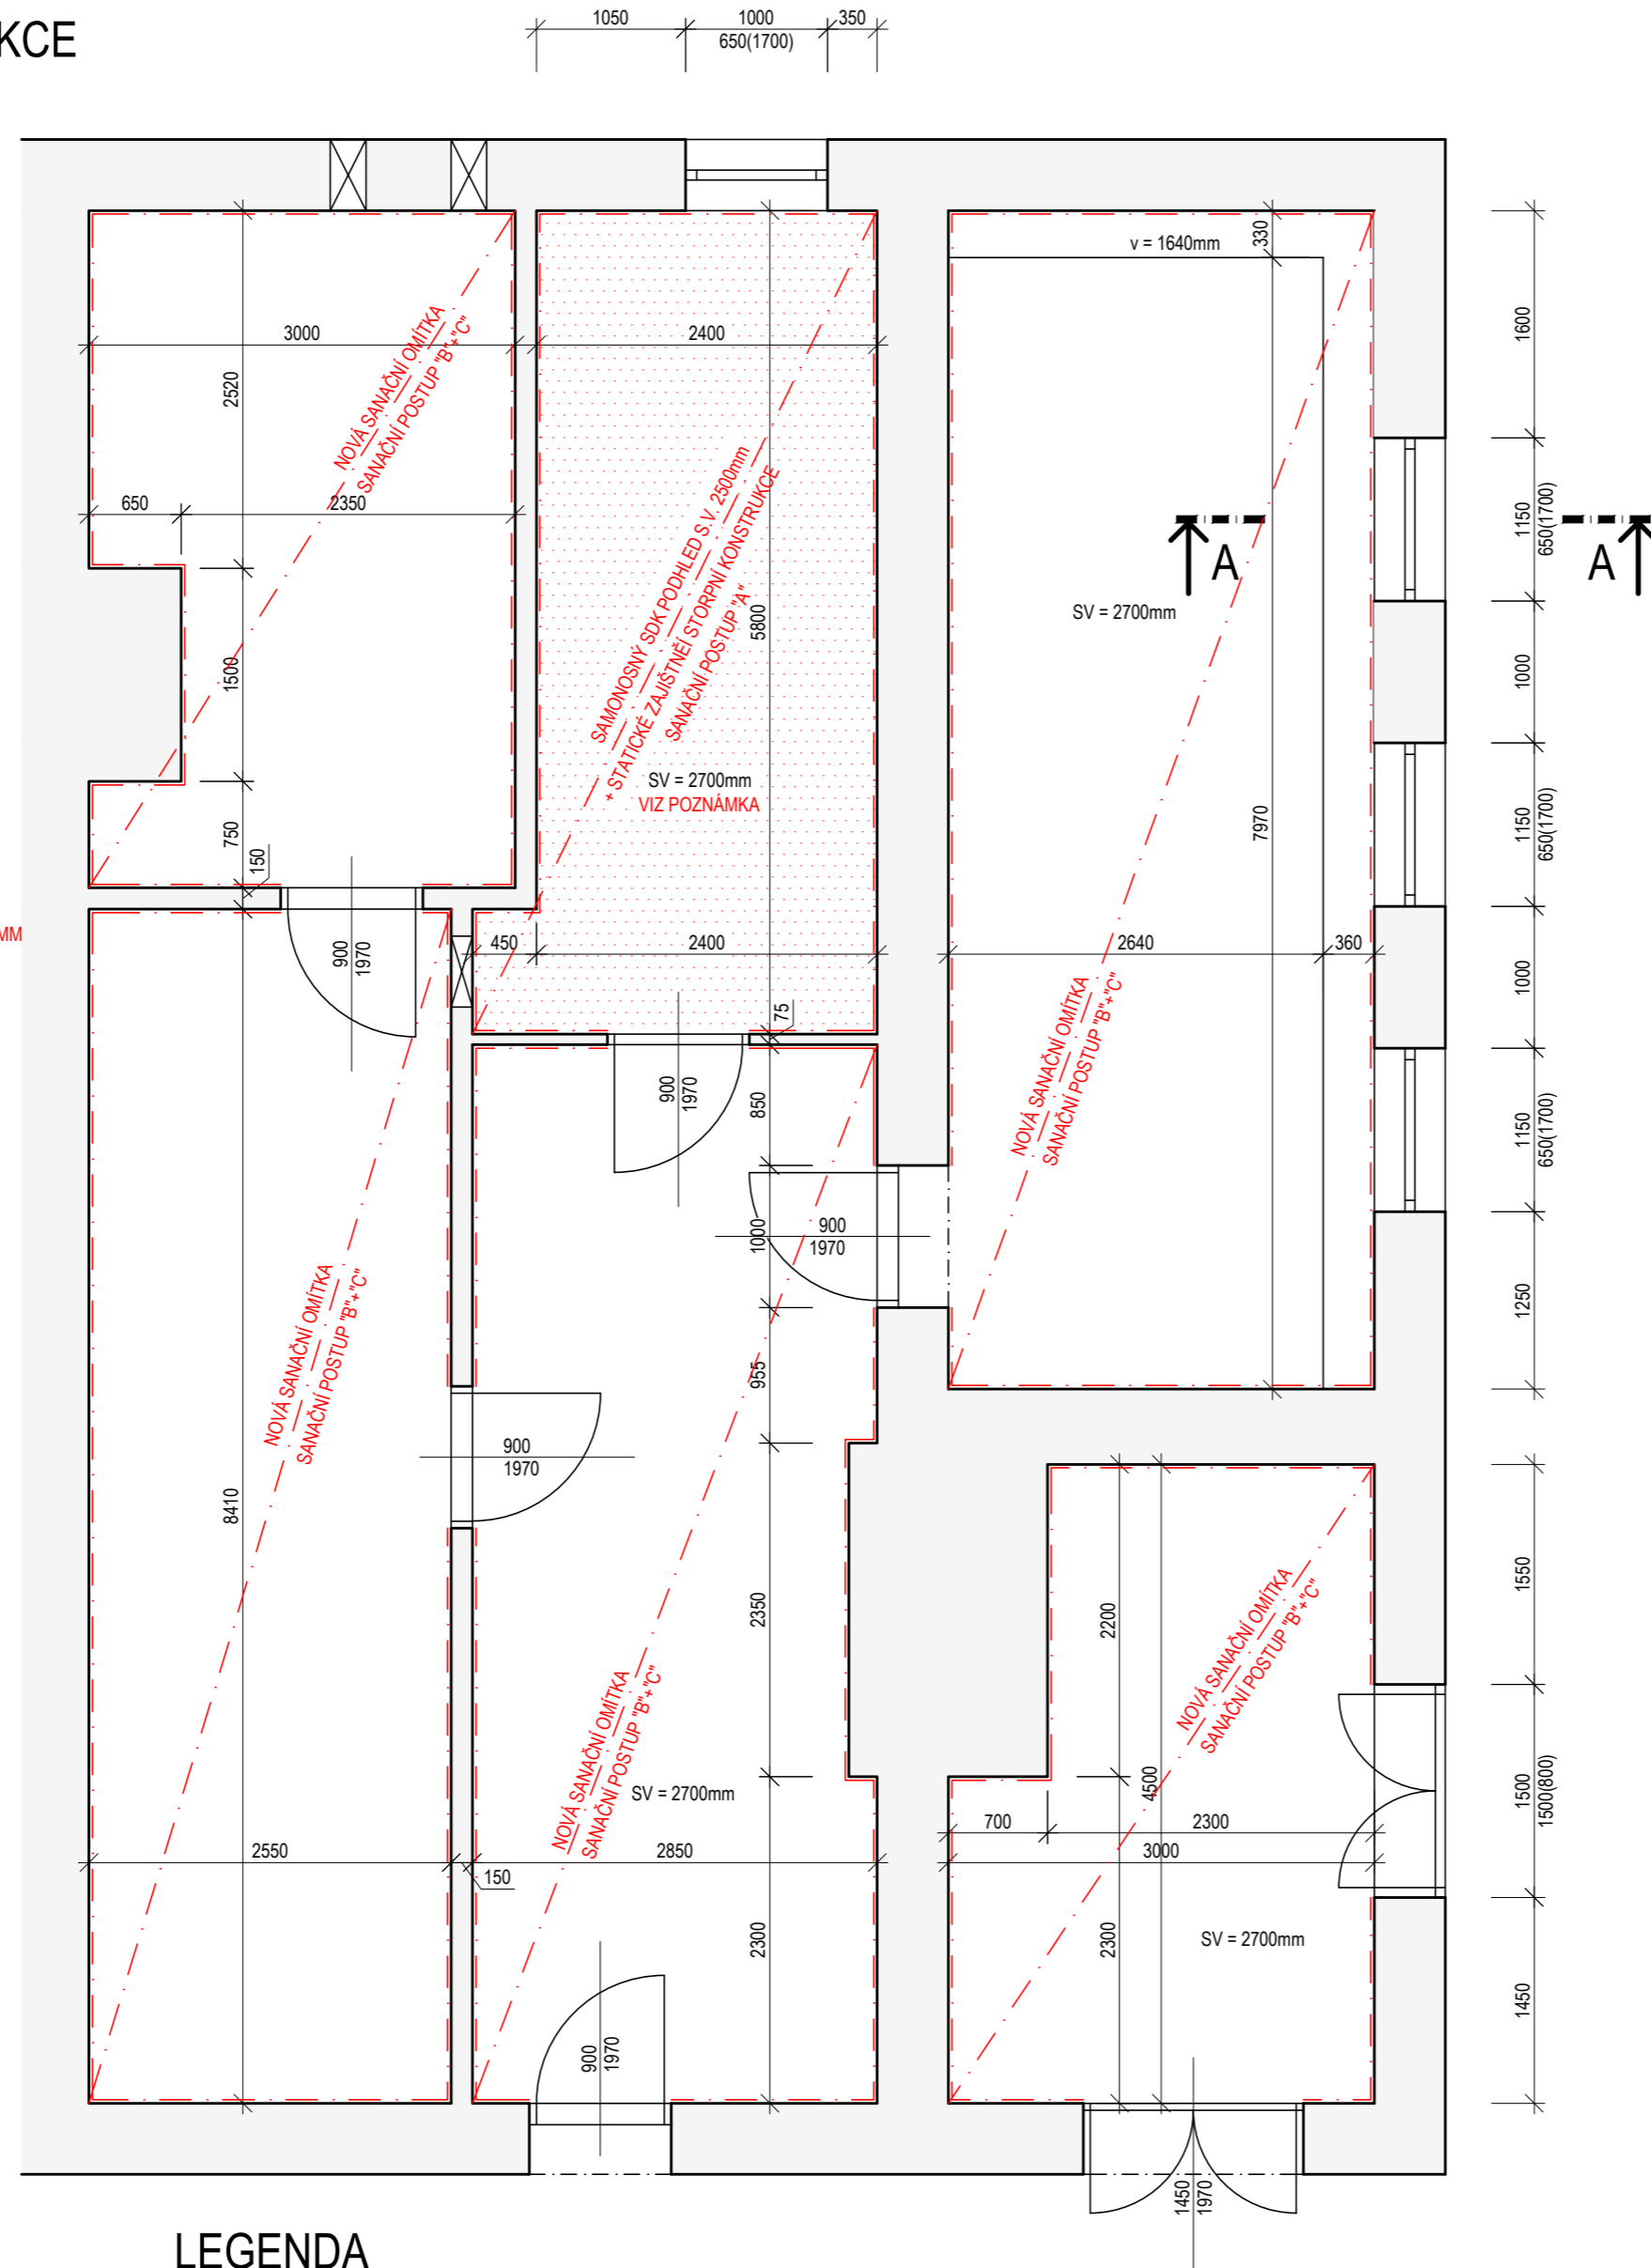 KCE
1050
1000
350
650(1700)
v = 1640mm
330
1600
3000
2400
2520
NOVÁ SANAČNÍ OMÍTKA
SANAČNÍ POSTUP "B"+"C"
650
2350
1150
650(1700)
A
A
SAMONOSNÝ SDK PODHLED S.V. 2500mm
+ STATICKÉ ZAJIŠTNĚÍ STORPNÍ KONSTRUKCE
SANAČNÍ POSTUP "A"
5800
SV = 2700mm
1500
1000
SV = 2700mm
VIZ POZNÁMKA
750
150
7970
1150
650(1700)
MM
900
1970
450
2400
2640
360
1000
75
NOVÁ SANAČNÍ OMÍTKA
SANAČNÍ POSTUP "B"+"C"
900
1970
850
1150
650(1700)
1000
900
1970
NOVÁ SANAČNÍ OMÍTKA
SANAČNÍ POSTUP "B"+"C"
1250
955
900
1970
8410
2350
2200
1550
NOVÁ SANAČNÍ OMÍTKA
SANAČNÍ POSTUP "B"+"C"
NOVÁ SANAČNÍ OMÍTKA
SANAČNÍ POSTUP "B"+"C"
SV = 2700mm
4500
1500
1500(800)
700
2300
2550
150
2850
3000
2300
2300
SV = 2700mm
1450
900
1970
1450
1970
LEGENDA